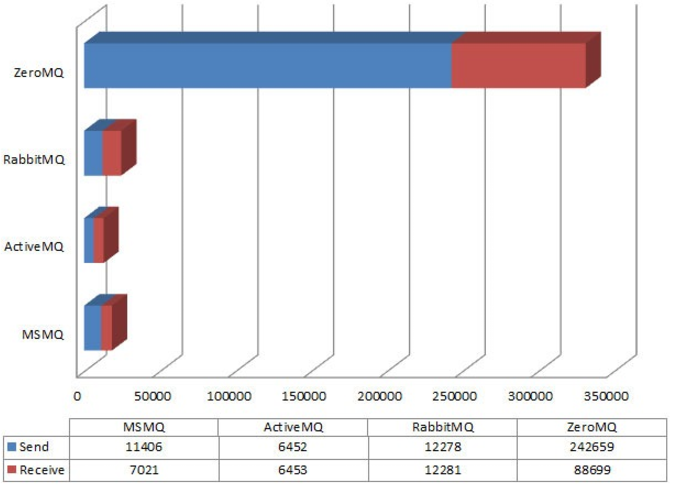 ZeroMQ
RabbitMQ
ActiveMQ
MSMQ
0 50000 100000 150000 200000 250000 300000 350000
MSMQ ActiveMQ RabbitMQ ZeroMQ
Send 11406 6452 12278 242659
Receive 7021 6453 12281 88699